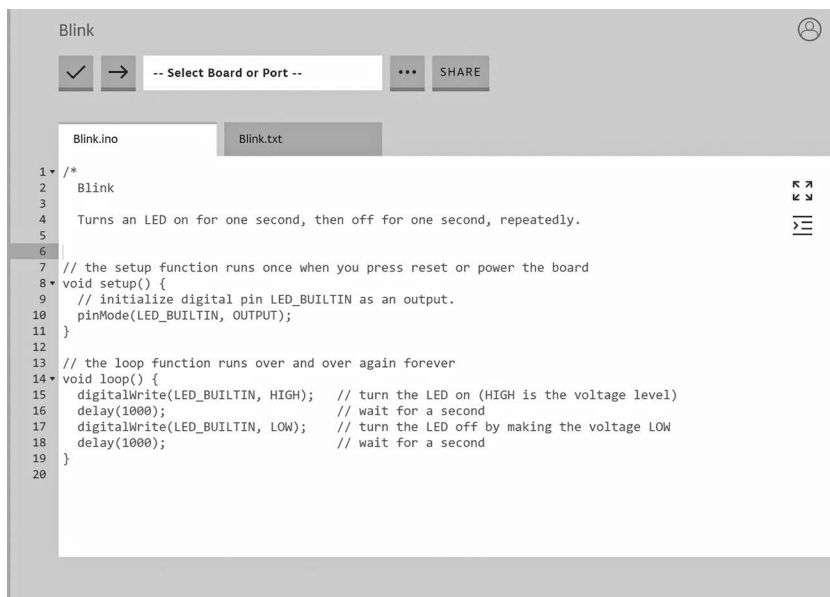 Blink
-- Select Board or Port --
SHARE
Blink.ino
Blink.txt
1 /*
2   Blink
3
4   Turns an LED on for one second, then off for one second, repeatedly.
5
6
7 // the setup function runs once when you press reset or power the board
8 void setup() {
9   // initialize digital pin LED_BUILTIN as an output.
10   pinMode(LED_BUILTIN, OUTPUT);
11 }
12
13 // the loop function runs over and over again forever
14 void loop() {
15   digitalWrite(LED_BUILTIN, HIGH);   // turn the LED on (HIGH is the voltage level)
16   delay(1000);                       // wait for a second
17   digitalWrite(LED_BUILTIN, LOW);    // turn the LED off by making the voltage LOW
18   delay(1000);                       // wait for a second
19 }
20